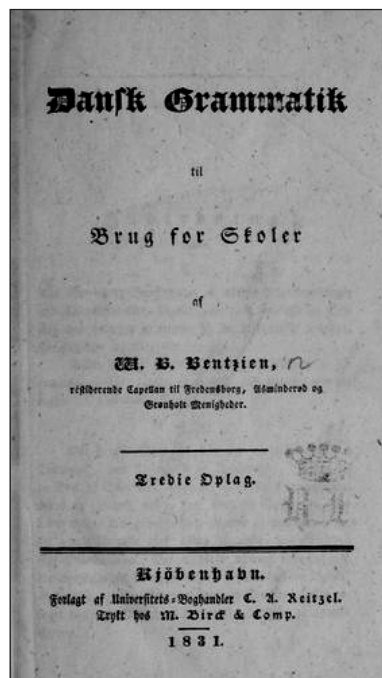 Dansk Grammatik
til
Brug for Skoler
af
W. B. Bentzien,
residerende Capellan til Fredensborg, Asminderød og
Grønholt Menigheder.
Tredie Oplag.
Kjöbenhavn.
Forlagt af Universitets-Boghandler C. A. Reitzel.
Trykt hos M. Birck & Comp.
1831.